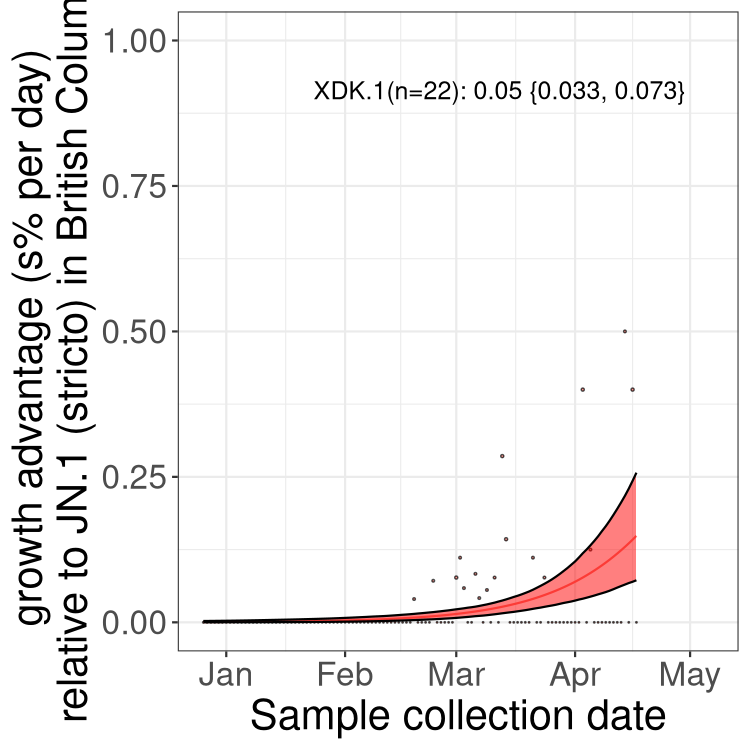 growth advantage (s% per day)
relative to JN.1 (stricto) in British Colum
1.00
XDK.1(n=22): 0.05 {0.033, 0.073}
0.75
0.50
0.25
0.00
Jan Feb Mar Apr May
Sample collection date